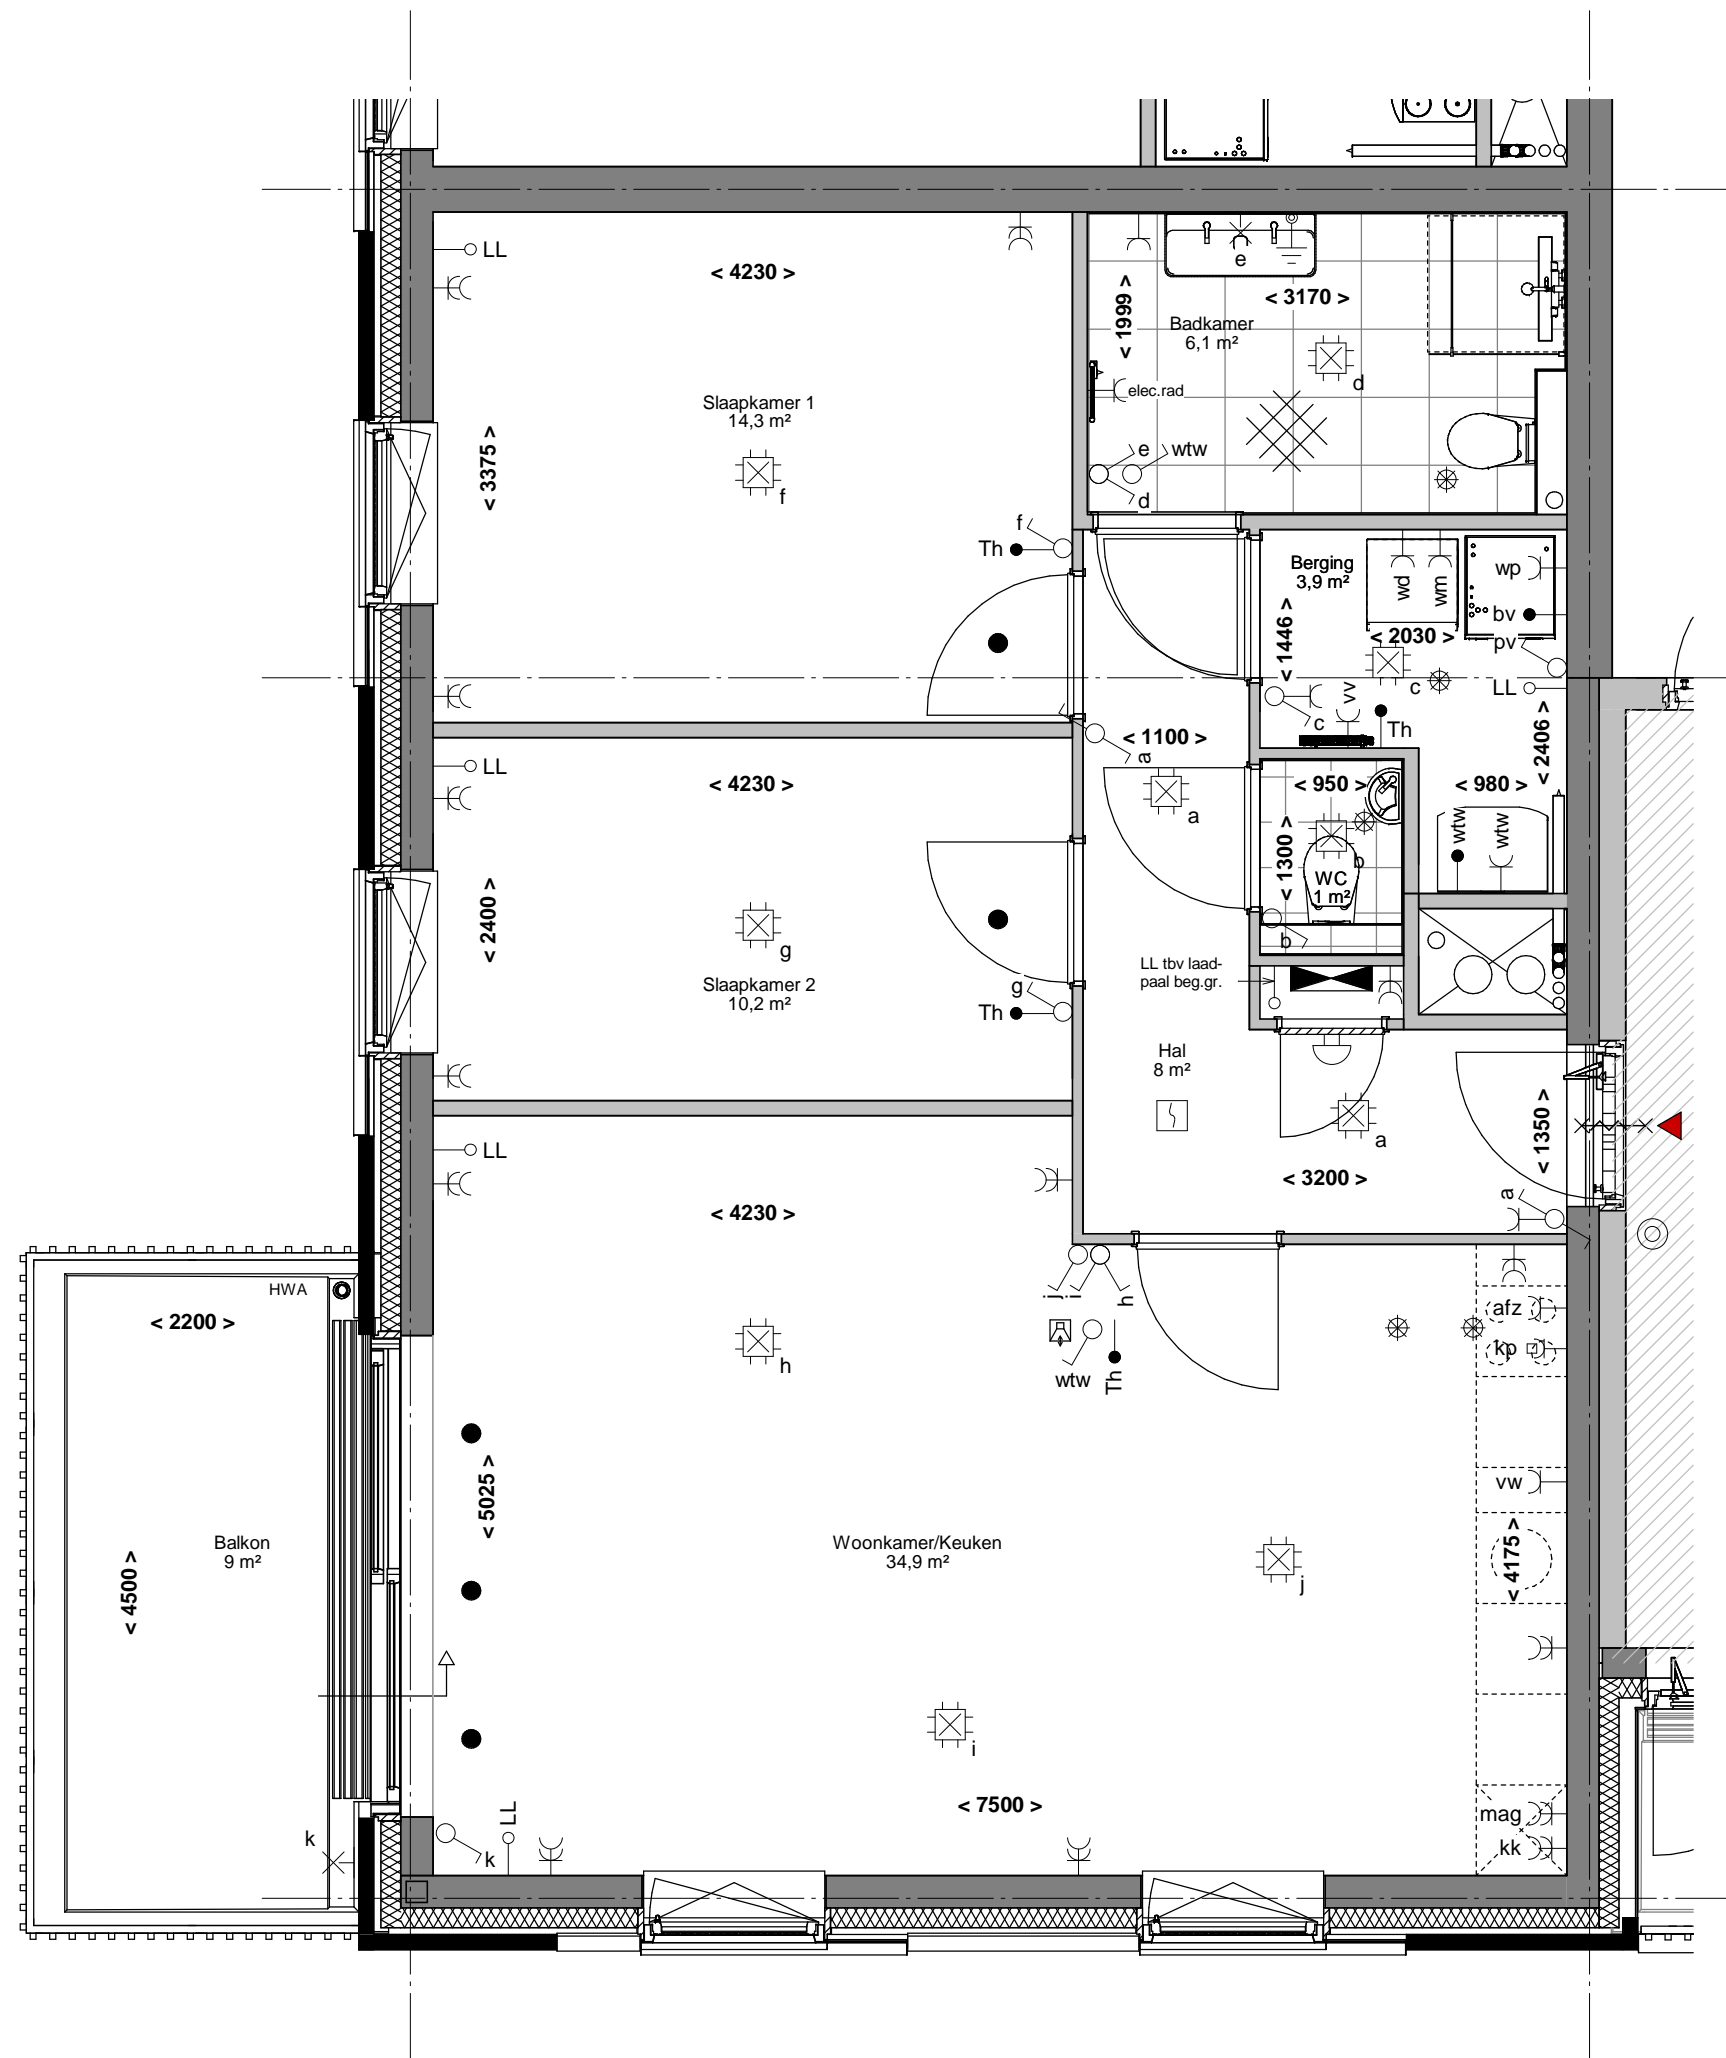 LL
< 4230 >
e
< 3170 >
< 1999 >
Badkamer
6,1 m²
d
elec.rad
Slaapkamer 1
14,3 m²
< 3375 >
f
e
wtw
d
f
Th
Berging
3,9 m²
wd
wm
wp
bv
pv
< 2030 >
< 1446 >
c
LL
c
vv
Th
< 2406 >
< 1100 >
a
a
LL
< 4230 >
< 950 >
< 980 >
< 1300 >
b
WC
1 m²
b
wtw
wtw
< 2400 >
g
Slaapkamer 2
10,2 m²
g
Th
LL tbv laad-
paal beg.gr.
Hal
8 m²
a
< 1350 >
LL
< 3200 >
a
< 4230 >
HWA
< 2200 >
j
i
h
wtw
Th
h
afz
kp
< 5025 >
vw
Balkon
9 m²
< 4500 >
Woonkamer/Keuken
34,9 m²
j
< 4175 >
i
< 7500 >
LL
k
k
mag
kk